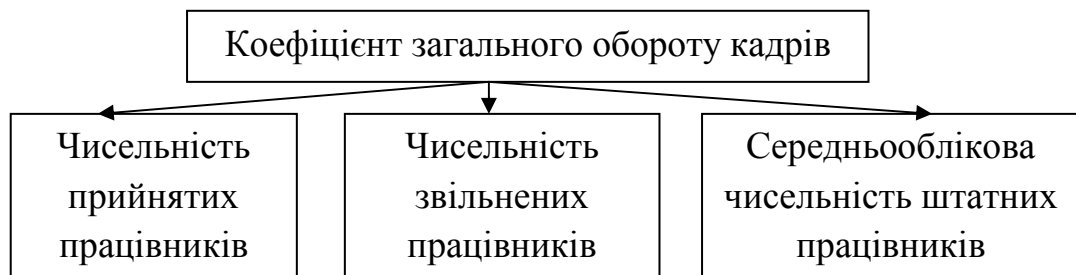 Коефіцієнт загального обороту кадрів
Чисельність
прийнятих
працівників
Чисельність
звільнених
працівників
Середньооблікова
чисельність штатних
працівників